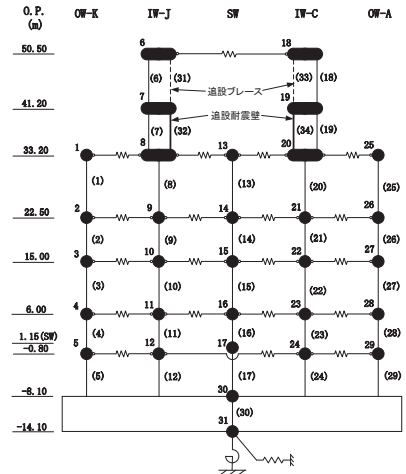 O.P. OW-K IW-J SW IW-C OW-A
(m)
50.50 6 18
(6) (31) (33) (18)
追設ブレース
41.20 7 19
追設耐震壁
(7) (32) (34) (19)
33.20 1 8 13 20 25
(1) (8) (13) (20) (25)
22.50 2 9 14 21 26
(2) (9) (14) (21) (26)
15.00 3 10 15 22 27
(3) (10) (15) (22) (27)
6.00 4 11 16 23 28
(4) (11) (16) (23) (28)
1.15(SW) 17
-0.80 5 12 24 29
(5) (12) (17) (24) (29)
-8.10 30
(30)
-14.10 31